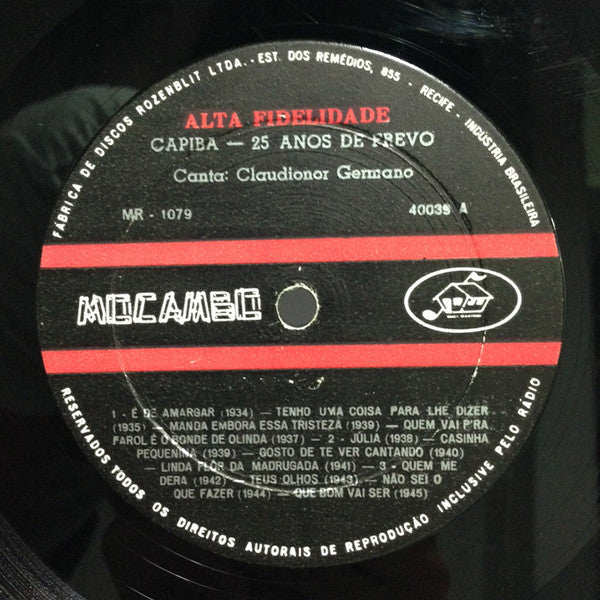 FABRICA DE DISCOS ROZENBLIT LTDA. - EST. DOS REMÉDIOS, 855 - RECIFE - INDÚSTRIA BRASILEIRA
ALTA FIDELIDADE
CAPIBA — 25 ANOS DE FREVO
Canta: Claudionor Germano
MR - 1079
40039 A
MOCAMBO
1 - É DE AMARGAR (1934) — TENHO UMA COISA PARA LHE DIZER
(1935) — MANDA EMBORA ESSA TRISTEZA (1939) — QUEM VAI P'RA
FAROL É O BONDE DE OLINDA (1937) — 2 - JÚLIA (1938) — CASINHA
PEQUENINA (1939) — GOSTO DE TE VER CANTANDO (1940)
— LINDA FLOR DA MADRUGADA (1941) — 3 - QUEM ME
DERA (1942) — TEUS OLHOS (1943) — NÃO SEI O
QUE FAZER (1944) — QUE BOM VAI SER (1945)
RESERVADOS TODOS OS DIREITOS AUTORAIS DE REPRODUÇÃO INCLUSIVE PELO RÁDIO